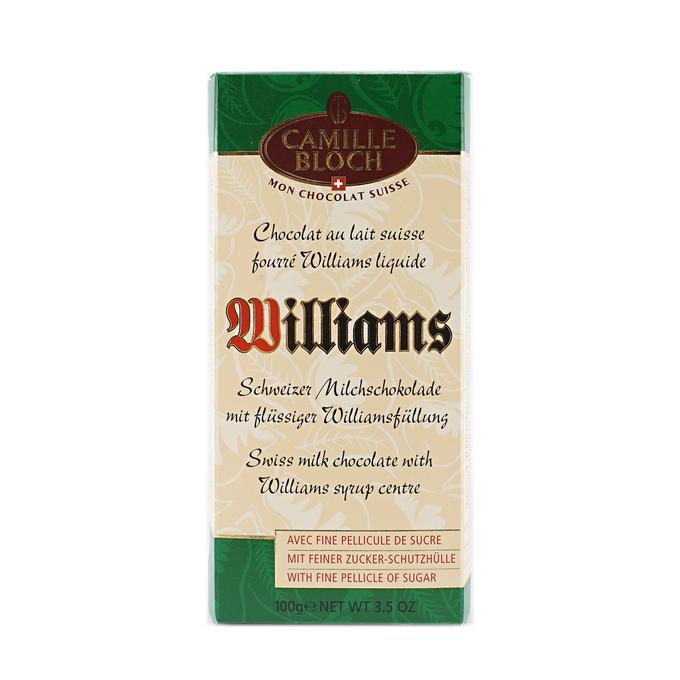 CAMILLE
BLOCH
MON CHOCOLAT SUISSE
Chocolat au lait suisse
fourré Williams liquide
Williams
Schweizer Milchschokolade
mit flüssiger Williamsfüllung
Swiss milk chocolate with
Williams syrup centre
AVEC FINE PELLICULE DE SUCRE
MIT FEINER ZUCKER-SCHUTZHÜLLE
WITH FINE PELLICLE OF SUGAR
100g℮ NET WT 3.5 OZ